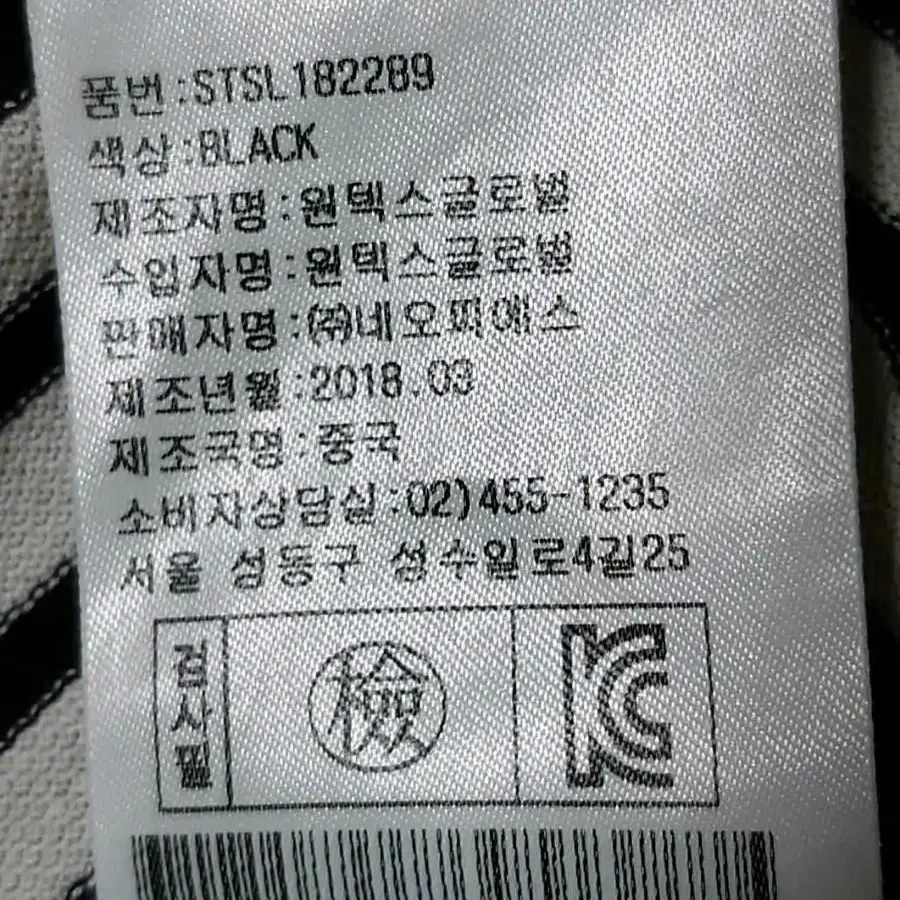 품번:STSL182289
색상:BLACK
제조자명:원텍스글로벌
수입자명:원텍스글로벌
판매자명:㈜네오피에스
제조년월:2018.03
제조국명:중국
소비자상담실:02)455-1235
서울 성동구 성수일로4길25
검사필
檢
KC